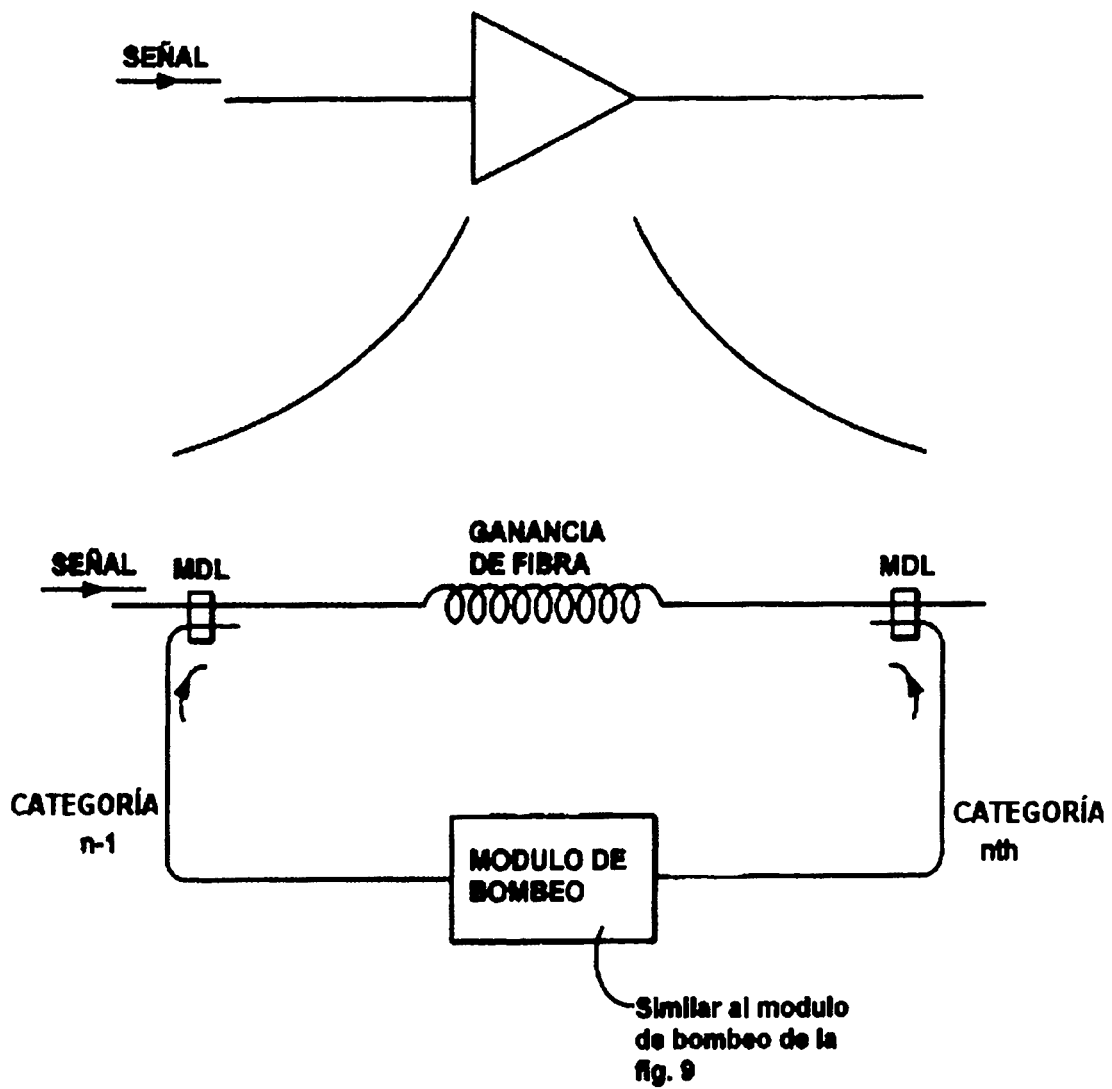 SEÑAL
SEÑAL
MDL
GANANCIA
DE FIBRA
MDL
CATEGORÍA
n-1
MODULO DE
BOMBEO
CATEGORÍA
nth
Similar al modulo
de bombeo de la
fig. 9